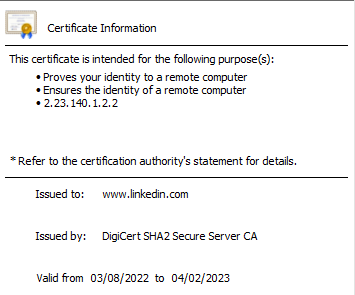 Certificate Information
This certificate is intended for the following purpose(s):
• Proves your identity to a remote computer
• Ensures the identity of a remote computer
• 2.23.140.1.2.2
* Refer to the certification authority's statement for details.
Issued to: www.linkedin.com
Issued by: DigiCert SHA2 Secure Server CA
Valid from 03/08/2022 to 04/02/2023